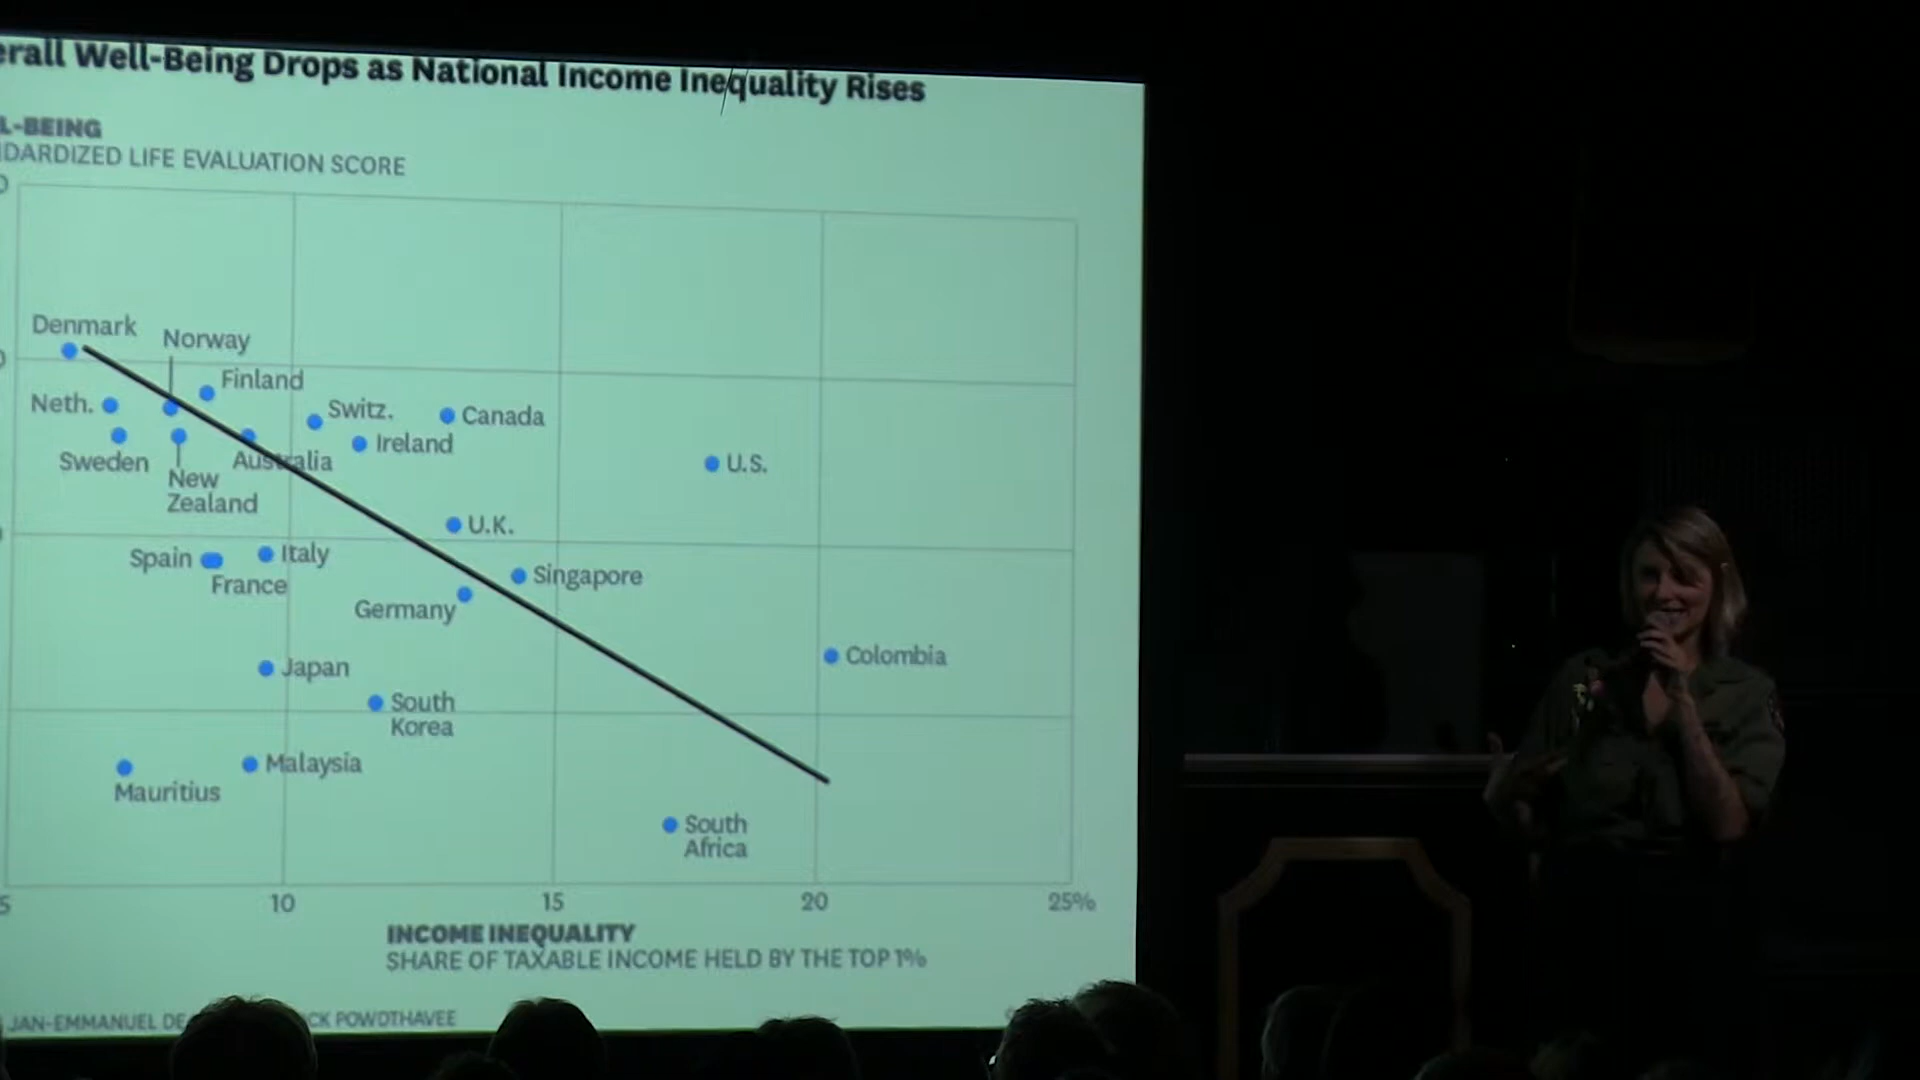 erall Well-Being Drops as National Income Inequality Rises
L-BEING
DARDIZED LIFE EVALUATION SCORE
Denmark
Norway
Finland
Neth.
Switz.
Canada
Ireland
Sweden
Australia
U.S.
New
Zealand
U.K.
Spain
Italy
France
Singapore
Germany
Colombia
Japan
South
Korea
Malaysia
Mauritius
South
Africa
5
10
15
20
25%
INCOME INEQUALITY
SHARE OF TAXABLE INCOME HELD BY THE TOP 1%
JAN-EMMANUEL DE
CK POWDTHAVEE